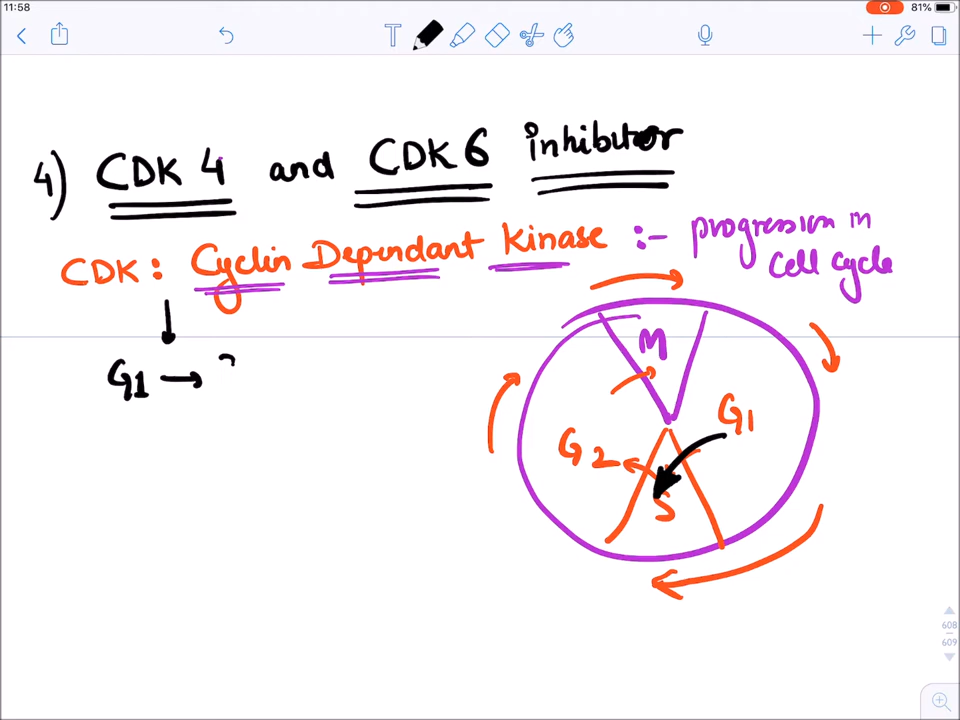 11:58
81%
T
4) CDK 4 and CDK 6 inhibitor
CDK : Cyclin Dependant Kinase :- progression in
cell cycle
G1 →
M
G1
G2
S
608
609